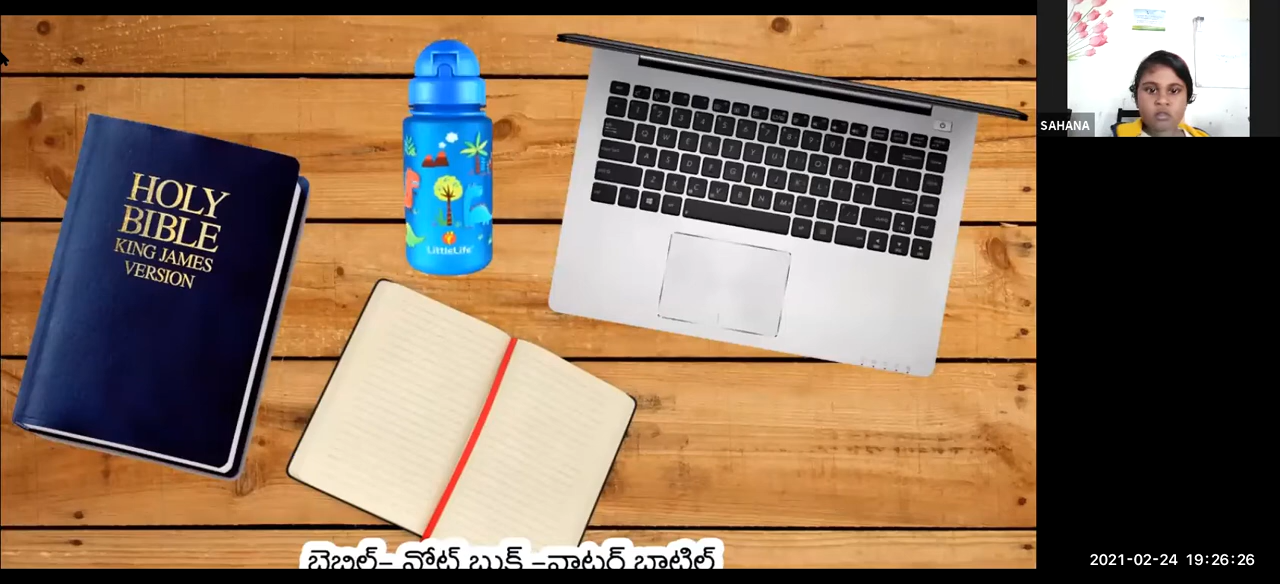 HOLY
BIBLE
KING JAMES
VERSION
LittleLife
బైబిల్– నోట్ బుక్ –వాటర్ బాటిల్
SAHANA
2021-02-24 19:26:26